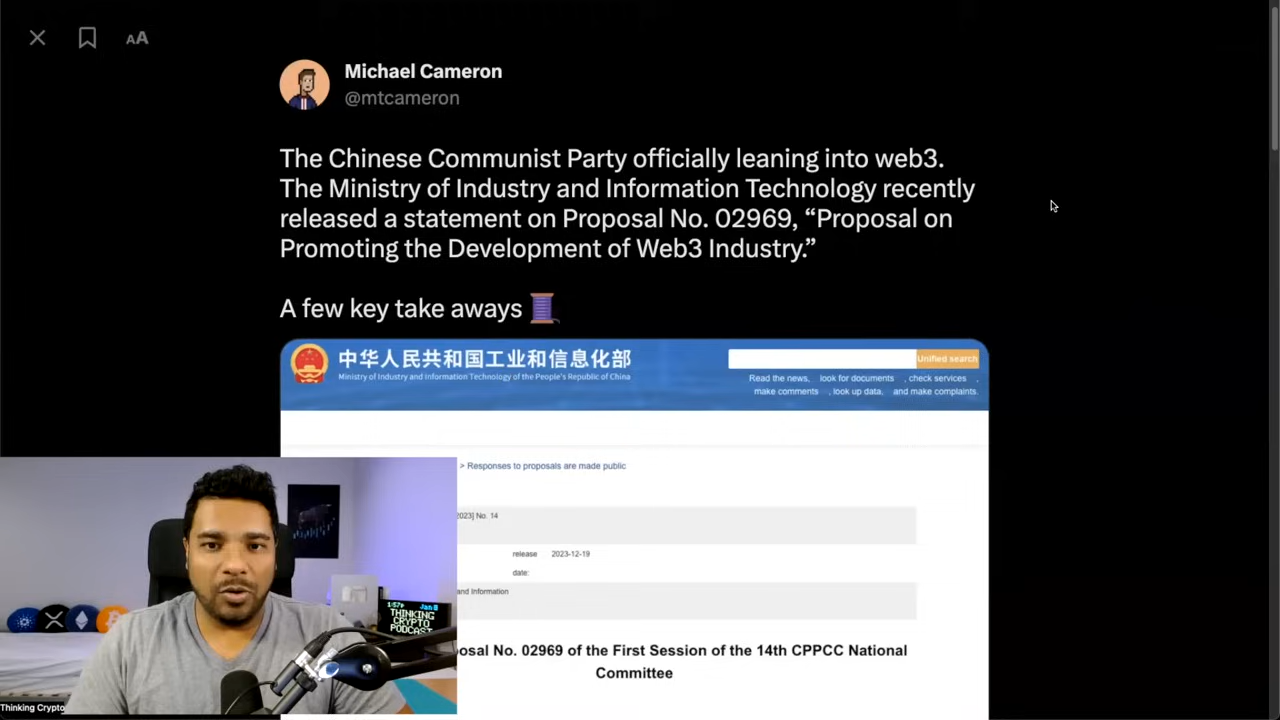 AA
Michael Cameron
@mtcameron
The Chinese Communist Party officially leaning into web3.
The Ministry of Industry and Information Technology recently
released a statement on Proposal No. 02969, “Proposal on
Promoting the Development of Web3 Industry.”
A few key take aways
中华人民共和国工业和信息化部
Ministry of Industry and Information Technology of the People's Republic of China
Unified search
Read the news, look for documents , check services ,
make comments , look up data, and make complaints.
> Responses to proposals are made public
2023] No. 14
release 2023-12-19
date:
and Information
osal No. 02969 of the First Session of the 14th CPPCC National
Committee
1:57P Jan 8
THINKING
CRYPTO
PODCAST
Thinking Crypto